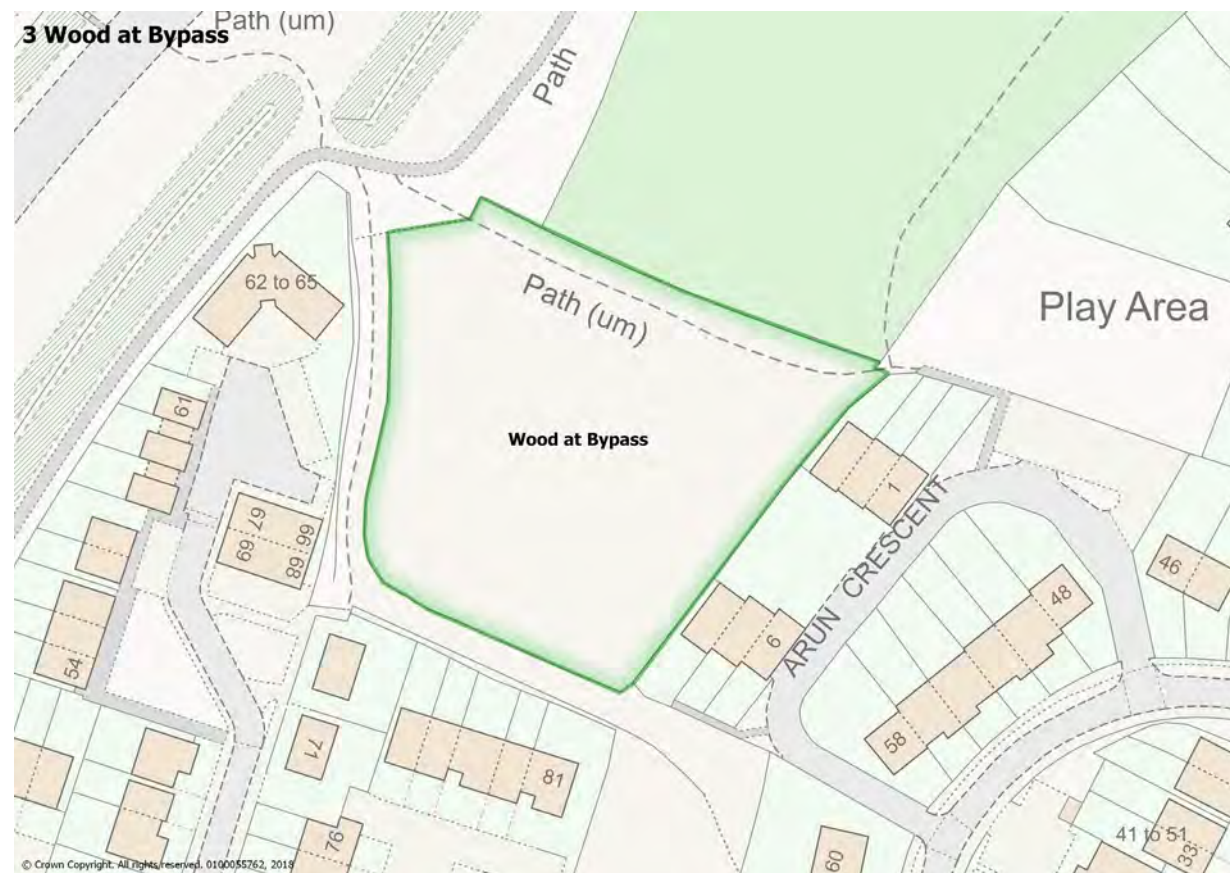 3 Wood at Bypass
Path (um)
Path
62 to 65
Path (um)
Play Area
61
Wood at Bypass
1
67
66
69
68
ARUN CRESCENT
46
48
6
54
58
71
81
76
41 to 51
33
60
© Crown Copyright. All rights reserved. 0100055762, 2018